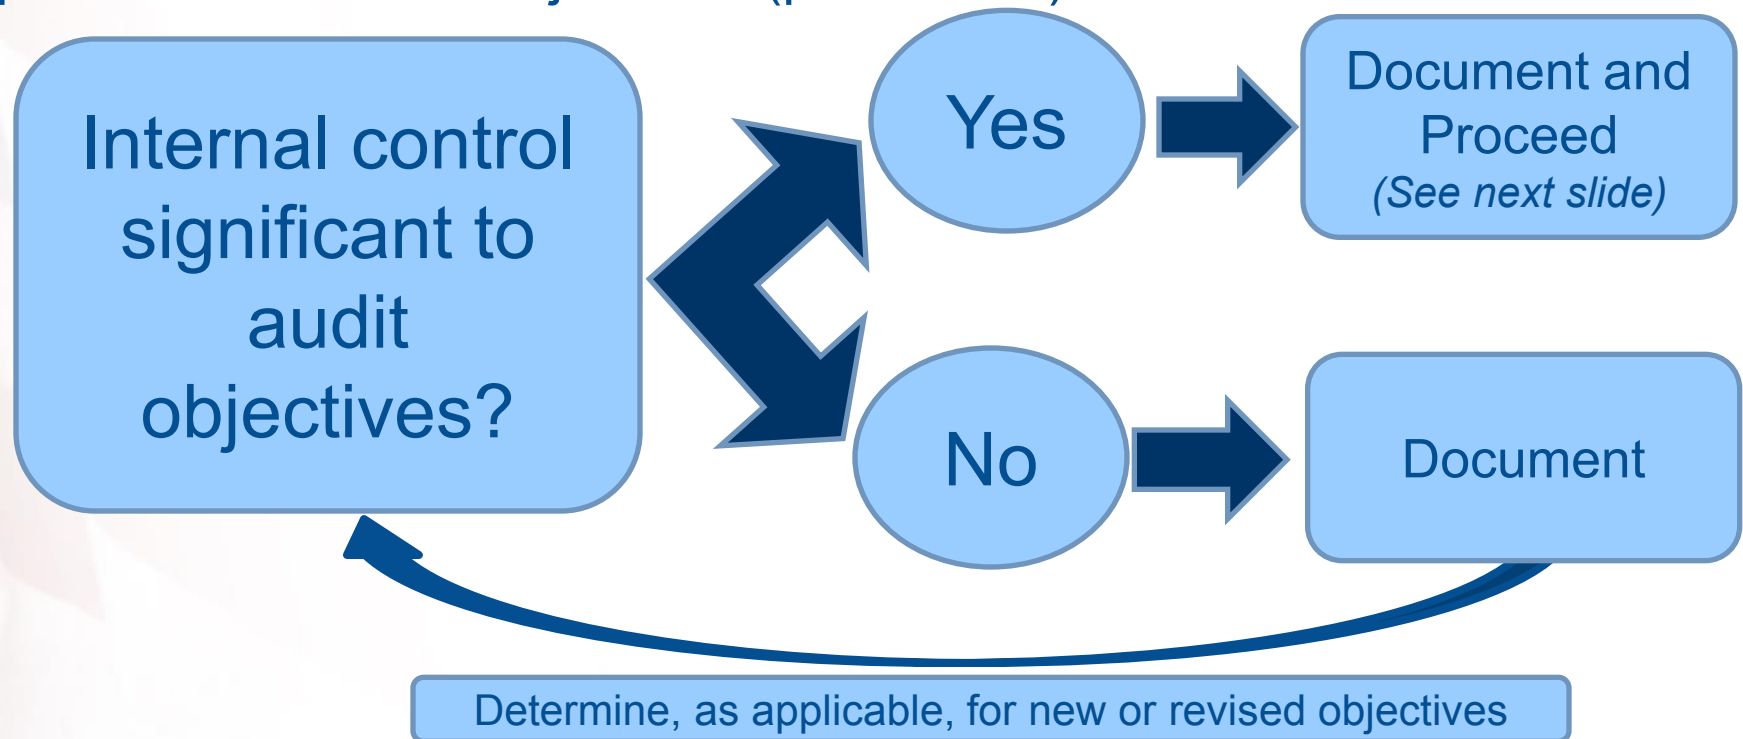 Internal control
significant to
audit
objectives?
Yes
Document and
Proceed
(See next slide)
No
Document
Determine, as applicable, for new or revised objectives